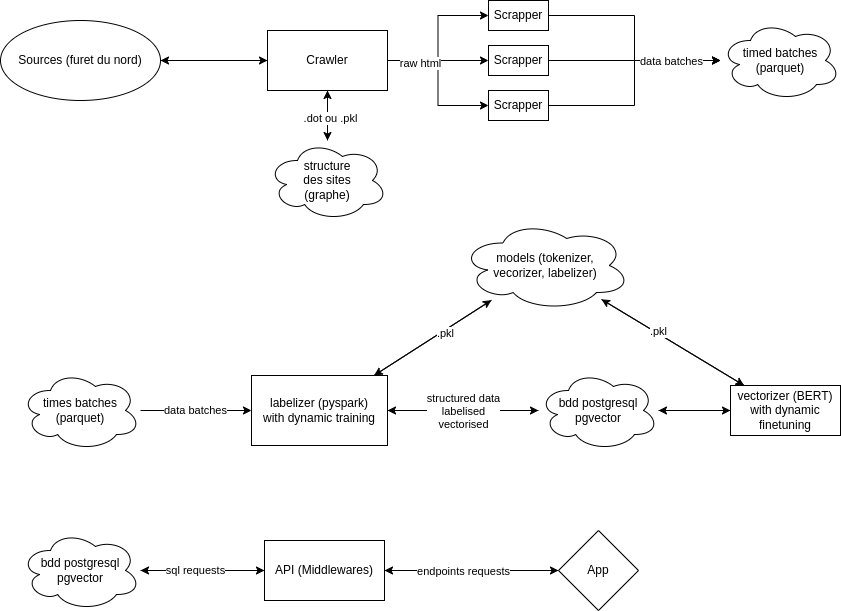 Sources (furet du nord)
Crawler
raw html
Scrapper
Scrapper
Scrapper
data batches
timed batches
(parquet)
.dot ou .pkl
structure
des sites
(graphe)
models (tokenizer,
vecorizer, labelizer)
.pkl
.pkl
times batches
(parquet)
data batches
labelizer (pyspark)
with dynamic training
structured data
labelised
vectorised
bdd postgresql
pgvector
vectorizer (BERT)
with dynamic
finetuning
bdd postgresql
pgvector
sql requests
API (Middlewares)
endpoints requests
App